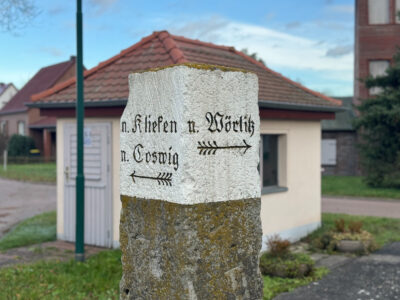 n. Klieken
n. Coswig
n. Wörlitz